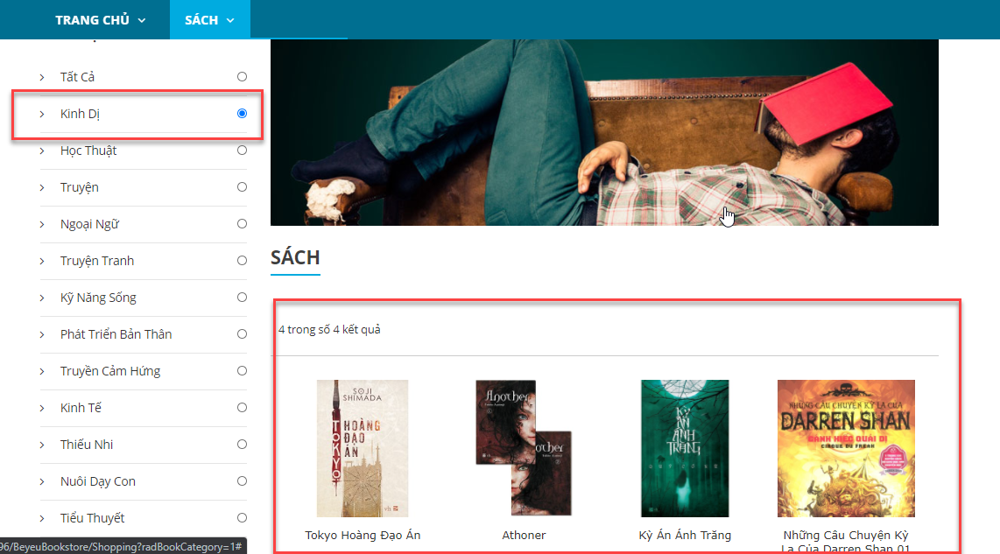 TRANG CHỦ
SÁCH
Tất Cả
Kinh Dị
Học Thuật
Truyện
Ngoại Ngữ
Truyện Tranh
Kỹ Năng Sống
Phát Triển Bản Thân
Truyền Cảm Hứng
Kinh Tế
Thiếu Nhi
Nuôi Dạy Con
Tiểu Thuyết
96/BeyeuBookstore/Shopping?radBookCategory=1#
SÁCH
4 trong số 4 kết quả
SOJI
SHIMADA
TOKYO
HOÀNG
ĐẠO
ÁN
Another
other
KỲ
ÁN
ÁNH
TRĂNG
NHỮNG CÂU CHUYỆN KỲ LẠ CỦA
DARREN SHAN
GÁNH XIẾC QUÁI DỊ
CIRQUE DU FREAK
Tokyo Hoàng Đạo Án
Athoner
Kỳ Án Ánh Trăng
Những Câu Chuyện Kỳ
Lạ Của Darren Shan 01